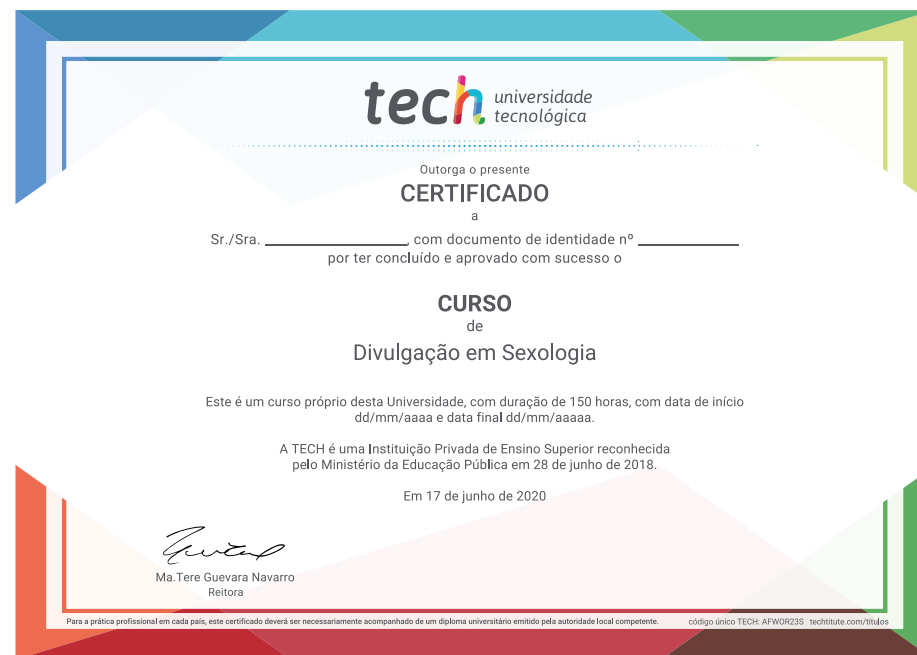 tech universidade
tecnológica
Outorga o presente
CERTIFICADO
a
Sr./Sra. ________________, com documento de identidade nº ____________
por ter concluído e aprovado com sucesso o
CURSO
de
Divulgação em Sexologia
Este é um curso próprio desta Universidade, com duração de 150 horas, com data de início
dd/mm/aaaa e data final dd/mm/aaaaa.
A TECH é uma Instituição Privada de Ensino Superior reconhecida
pelo Ministério da Educação Pública em 28 de junho de 2018.
Em 17 de junho de 2020
Ma.Tere Guevara Navarro
Reitora
Para a prática profissional em cada país, este certificado deverá ser necessariamente acompanhado de um diploma universitário emitido pela autoridade local competente. código único TECH: AFWOR23S techtitute.com/titulos